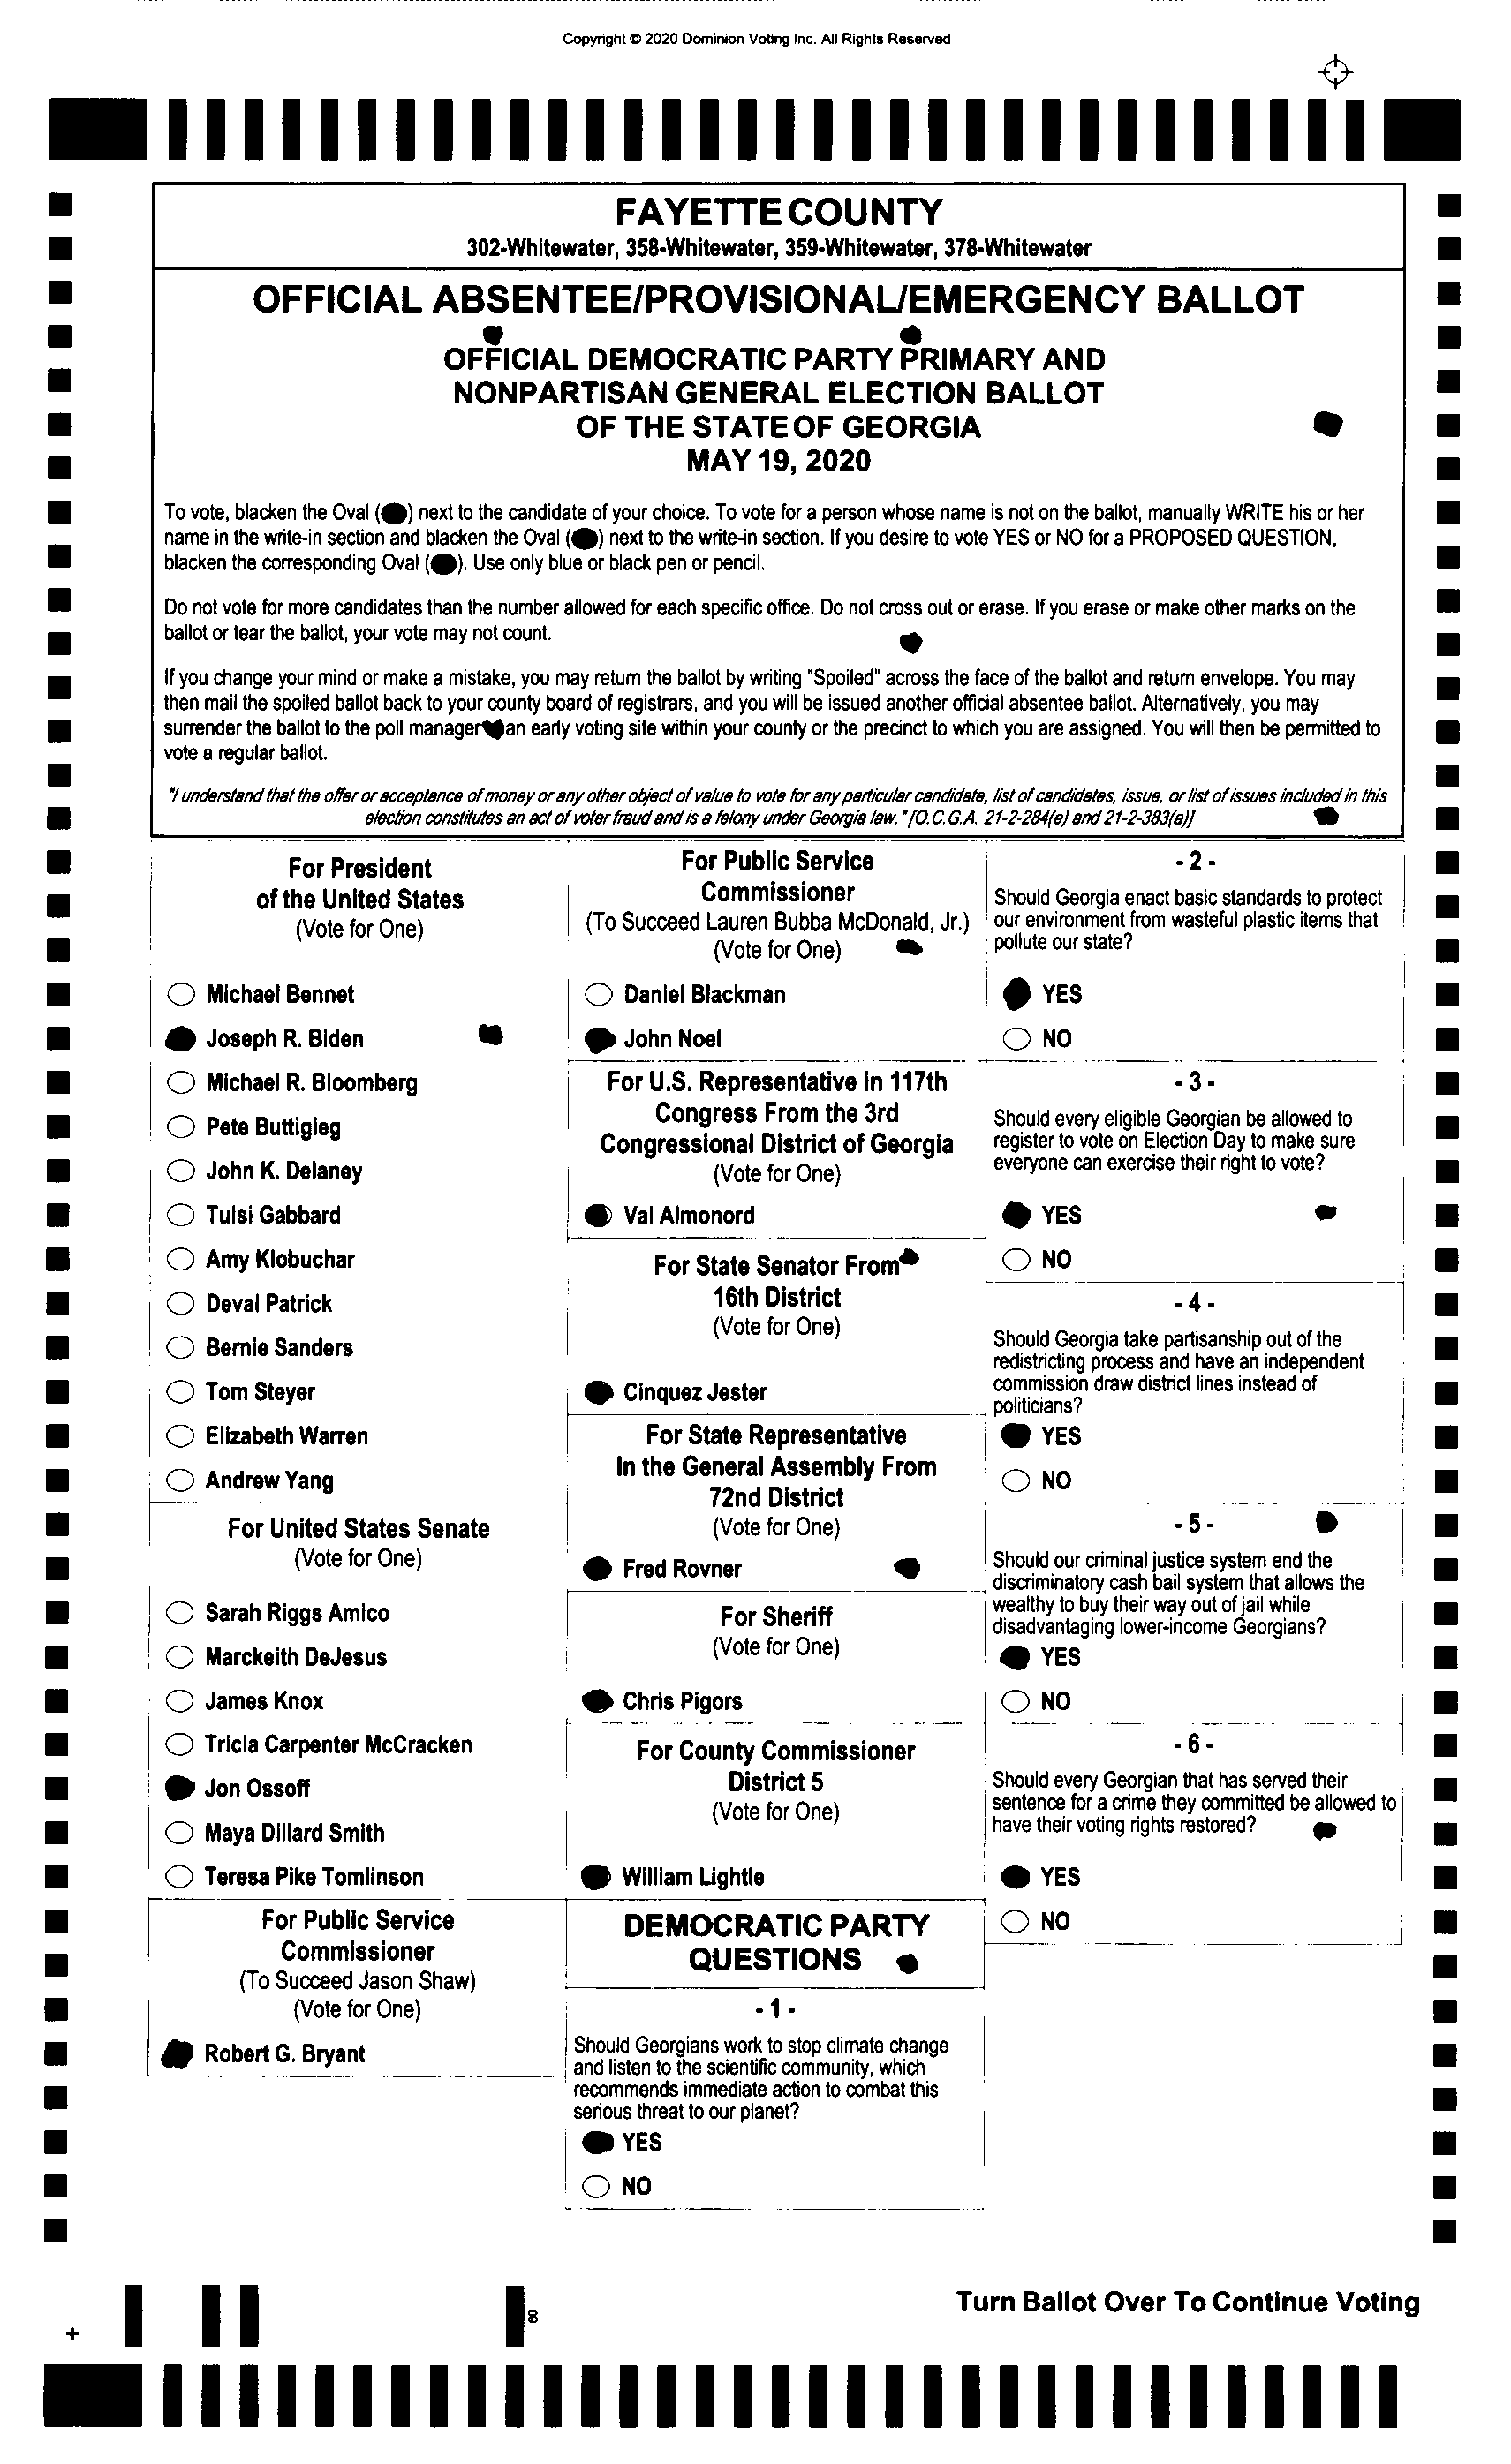 Copyright © 2020 Dominion Voting Inc. All Rights Reserved
FAYETTE COUNTY
302-Whitewater, 358-Whitewater, 359-Whitewater, 378-Whitewater
OFFICIAL ABSENTEE/PROVISIONAL/EMERGENCY BALLOT
OFFICIAL DEMOCRATIC PARTY PRIMARY AND
NONPARTISAN GENERAL ELECTION BALLOT
OF THE STATE OF GEORGIA
MAY 19, 2020
To vote, blacken the Oval ( ) next to the candidate of your choice. To vote for a person whose name is not on the ballot, manually WRITE his or her
name in the write-in section and blacken the Oval ( ) next to the write-in section. If you desire to vote YES or NO for a PROPOSED QUESTION,
blacken the corresponding Oval ( ). Use only blue or black pen or pencil.
Do not vote for more candidates than the number allowed for each specific office. Do not cross out or erase. If you erase or make other marks on the
ballot or tear the ballot, your vote may not count.
If you change your mind or make a mistake, you may return the ballot by writing "Spoiled" across the face of the ballot and return envelope. You may
then mail the spoiled ballot back to your county board of registrars, and you will be issued another official absentee ballot. Alternatively, you may
surrender the ballot to the poll manager an early voting site within your county or the precinct to which you are assigned. You will then be permitted to
vote a regular ballot.
"I understand that the offer or acceptance of money or any other object of value to vote for any particular candidate, list of candidates, issue, or list of issues included in this
election constitutes an act of voter fraud and is a felony under Georgia law." [O.C.G.A. 21-2-284(e) and 21-2-383(a)]
For President
of the United States
(Vote for One)
Michael Bennet
Joseph R. Biden
Michael R. Bloomberg
Pete Buttigieg
John K. Delaney
Tulsi Gabbard
Amy Klobuchar
Deval Patrick
Bernie Sanders
Tom Steyer
Elizabeth Warren
Andrew Yang
For United States Senate
(Vote for One)
Sarah Riggs Amico
Marckeith DeJesus
James Knox
Tricia Carpenter McCracken
Jon Ossoff
Maya Dillard Smith
Teresa Pike Tomlinson
For Public Service
Commissioner
(To Succeed Jason Shaw)
(Vote for One)
Robert G. Bryant
For Public Service
Commissioner
(To Succeed Lauren Bubba McDonald, Jr.)
(Vote for One)
Daniel Blackman
John Noel
For U.S. Representative in 117th
Congress From the 3rd
Congressional District of Georgia
(Vote for One)
Val Almonord
For State Senator From
16th District
(Vote for One)
Cinquez Jester
For State Representative
In the General Assembly From
72nd District
(Vote for One)
Fred Rovner
For Sheriff
(Vote for One)
Chris Pigors
For County Commissioner
District 5
(Vote for One)
William Lightle
DEMOCRATIC PARTY
QUESTIONS
- 1 -
Should Georgians work to stop climate change
and listen to the scientific community, which
recommends immediate action to combat this
serious threat to our planet?
YES
NO
- 2 -
Should Georgia enact basic standards to protect
our environment from wasteful plastic items that
pollute our state?
YES
NO
- 3 -
Should every eligible Georgian be allowed to
register to vote on Election Day to make sure
everyone can exercise their right to vote?
YES
NO
- 4 -
Should Georgia take partisanship out of the
redistricting process and have an independent
commission draw district lines instead of
politicians?
YES
NO
- 5 -
Should our criminal justice system end the
discriminatory cash bail system that allows the
wealthy to buy their way out of jail while
disadvantaging lower-income Georgians?
YES
NO
- 6 -
Should every Georgian that has served their
sentence for a crime they committed be allowed to
have their voting rights restored?
YES
NO
Turn Ballot Over To Continue Voting